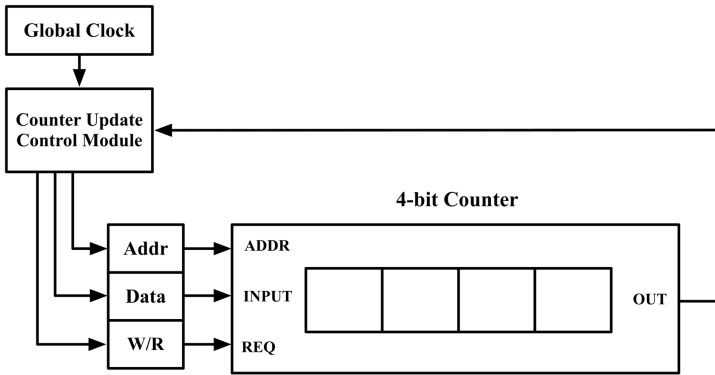 Global Clock
Counter Update
Control Module
4-bit Counter
Addr
ADDR
Data
INPUT
OUT
W/R
REQ